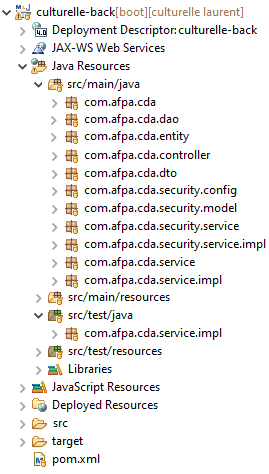 culturelle-back [boot] [culturelle laurent]
Deployment Descriptor: culturelle-back
JAX-WS Web Services
Java Resources
src/main/java
com.afpa.cda
com.afpa.cda.dao
com.afpa.cda.entity
com.afpa.cda.controller
com.afpa.cda.dto
com.afpa.cda.security.config
com.afpa.cda.security.model
com.afpa.cda.security.service
com.afpa.cda.security.service.impl
com.afpa.cda.service
com.afpa.cda.service.impl
src/main/resources
src/test/java
com.afpa.cda.service.impl
src/test/resources
Libraries
JavaScript Resources
Deployed Resources
src
target
pom.xml